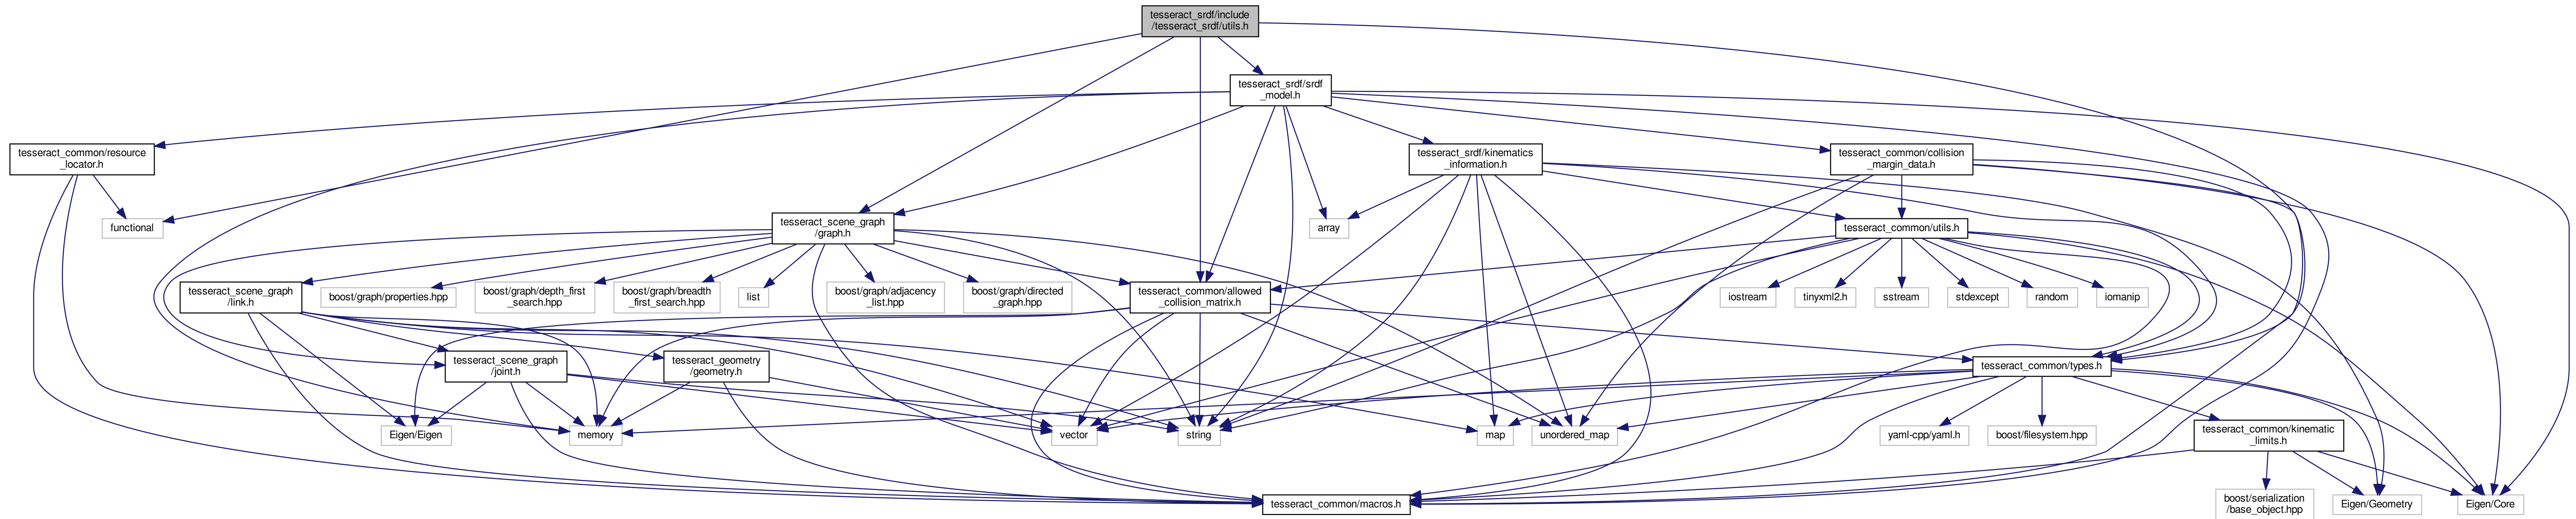 tesseract_srdf/include
/tesseract_srdf/utils.h
tesseract_srdf/srdf
_model.h
tesseract_common/resource
_locator.h
tesseract_srdf/kinematics
_information.h
tesseract_common/collision
_margin_data.h
functional
tesseract_scene_graph
/graph.h
array
tesseract_common/utils.h
tesseract_scene_graph
/link.h
boost/graph/properties.hpp
boost/graph/depth_first
_search.hpp
boost/graph/breadth
_first_search.hpp
list
boost/graph/adjacency
_list.hpp
boost/graph/directed
_graph.hpp
tesseract_common/allowed
_collision_matrix.h
iostream
tinyxml2.h
sstream
stdexcept
random
iomanip
tesseract_scene_graph
/joint.h
tesseract_geometry
/geometry.h
tesseract_common/types.h
Eigen/Eigen
memory
vector
string
map
unordered_map
yaml-cpp/yaml.h
boost/filesystem.hpp
tesseract_common/kinematic
_limits.h
tesseract_common/macros.h
boost/serialization
/base_object.hpp
Eigen/Geometry
Eigen/Core